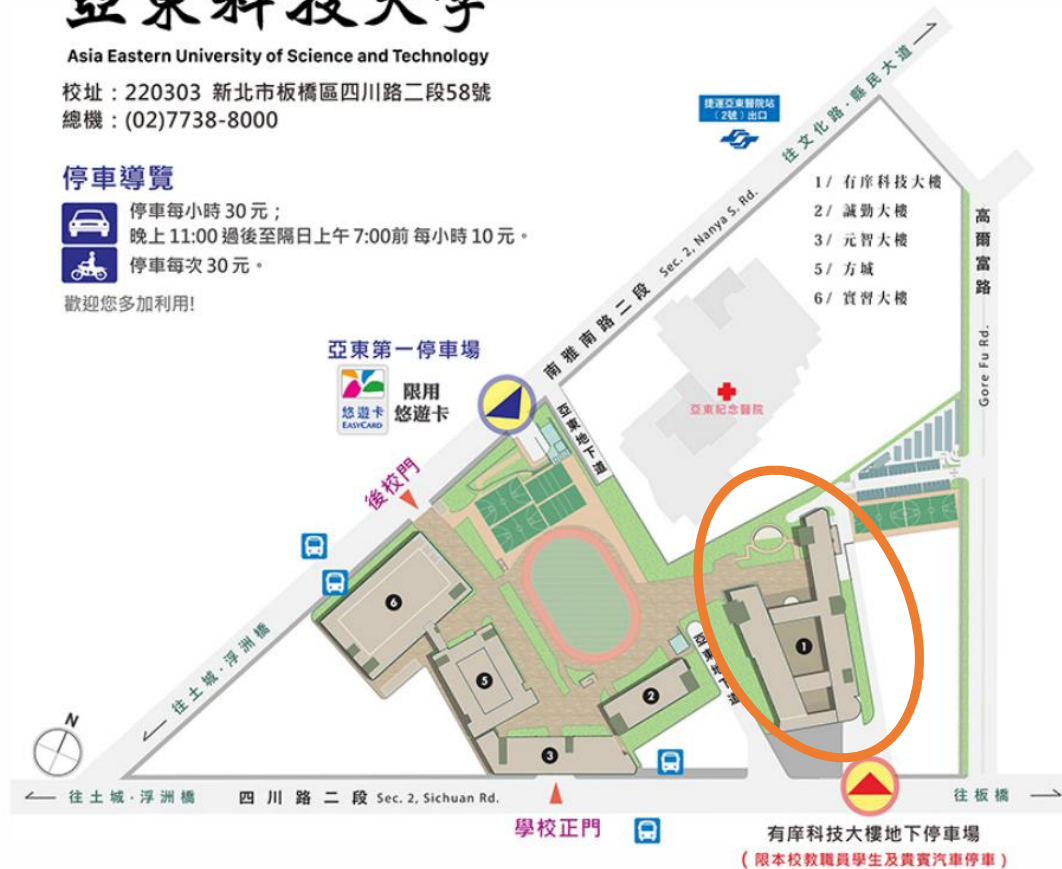 亞東科技大學
Asia Eastern University of Science and Technology
校址：220303 新北市板橋區四川路二段58號
總機：(02)7738-8000
停車導覽
停車每小時 30 元；
晚上 11:00 過後至隔日上午 7:00前 每小時 10 元。
停車每次 30 元。
歡迎您多加利用!
捷運亞東醫院站
（2號）出口
往文化路·縣民大道
1/ 有庠科技大樓
2/ 誠勤大樓
3/ 元智大樓
5/ 方城
6/ 實習大樓
高爾富路
Gore Fu Rd.
南雅南路二段 Sec. 2, Nanya S. Rd.
亞東第一停車場
悠遊卡
EASYCARD
限用
悠遊卡
亞東地下道
亞東紀念醫院
後校門
6
5
2
3
1
亞東地下道
往土城·浮洲橋
N
往土城·浮洲橋
四川路二段 Sec. 2, Sichuan Rd.
往板橋
學校正門
有庠科技大樓地下停車場
（限本校教職員學生及貴賓汽車停車）